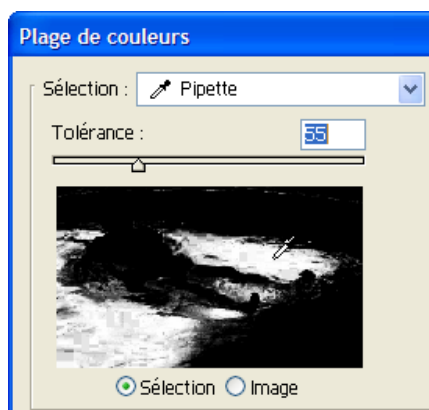 Plage de couleurs
Sélection : Pipette
Tolérance : 55
Sélection Image